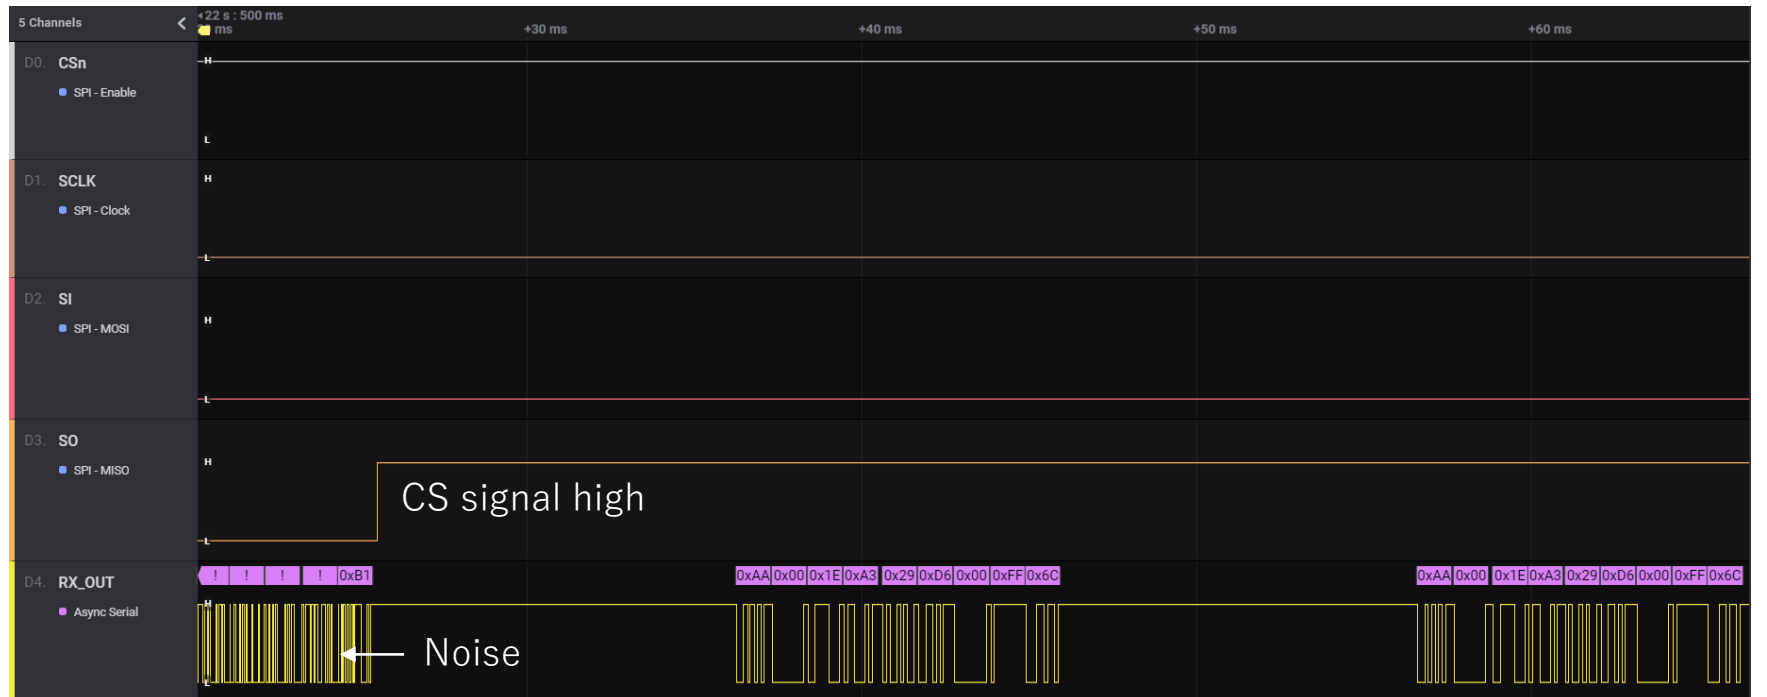 5 Channels
22 s : 500 ms
ms
+30 ms
+40 ms
+50 ms
+60 ms
D0. CSn
SPI - Enable
H
L
D1. SCLK
SPI - Clock
H
L
D2. SI
SPI - MOSI
H
L
D3. SO
SPI - MISO
H
L
CS signal high
D4. RX_OUT
Async Serial
! ! ! ! 0xB1
0xAA 0x00 0x1E 0xA3 0x29 0xD6 0x00 0xFF 0x6C
0xAA 0x00 0x1E 0xA3 0x29 0xD6 0x00 0xFF 0x6C
H
L
Noise